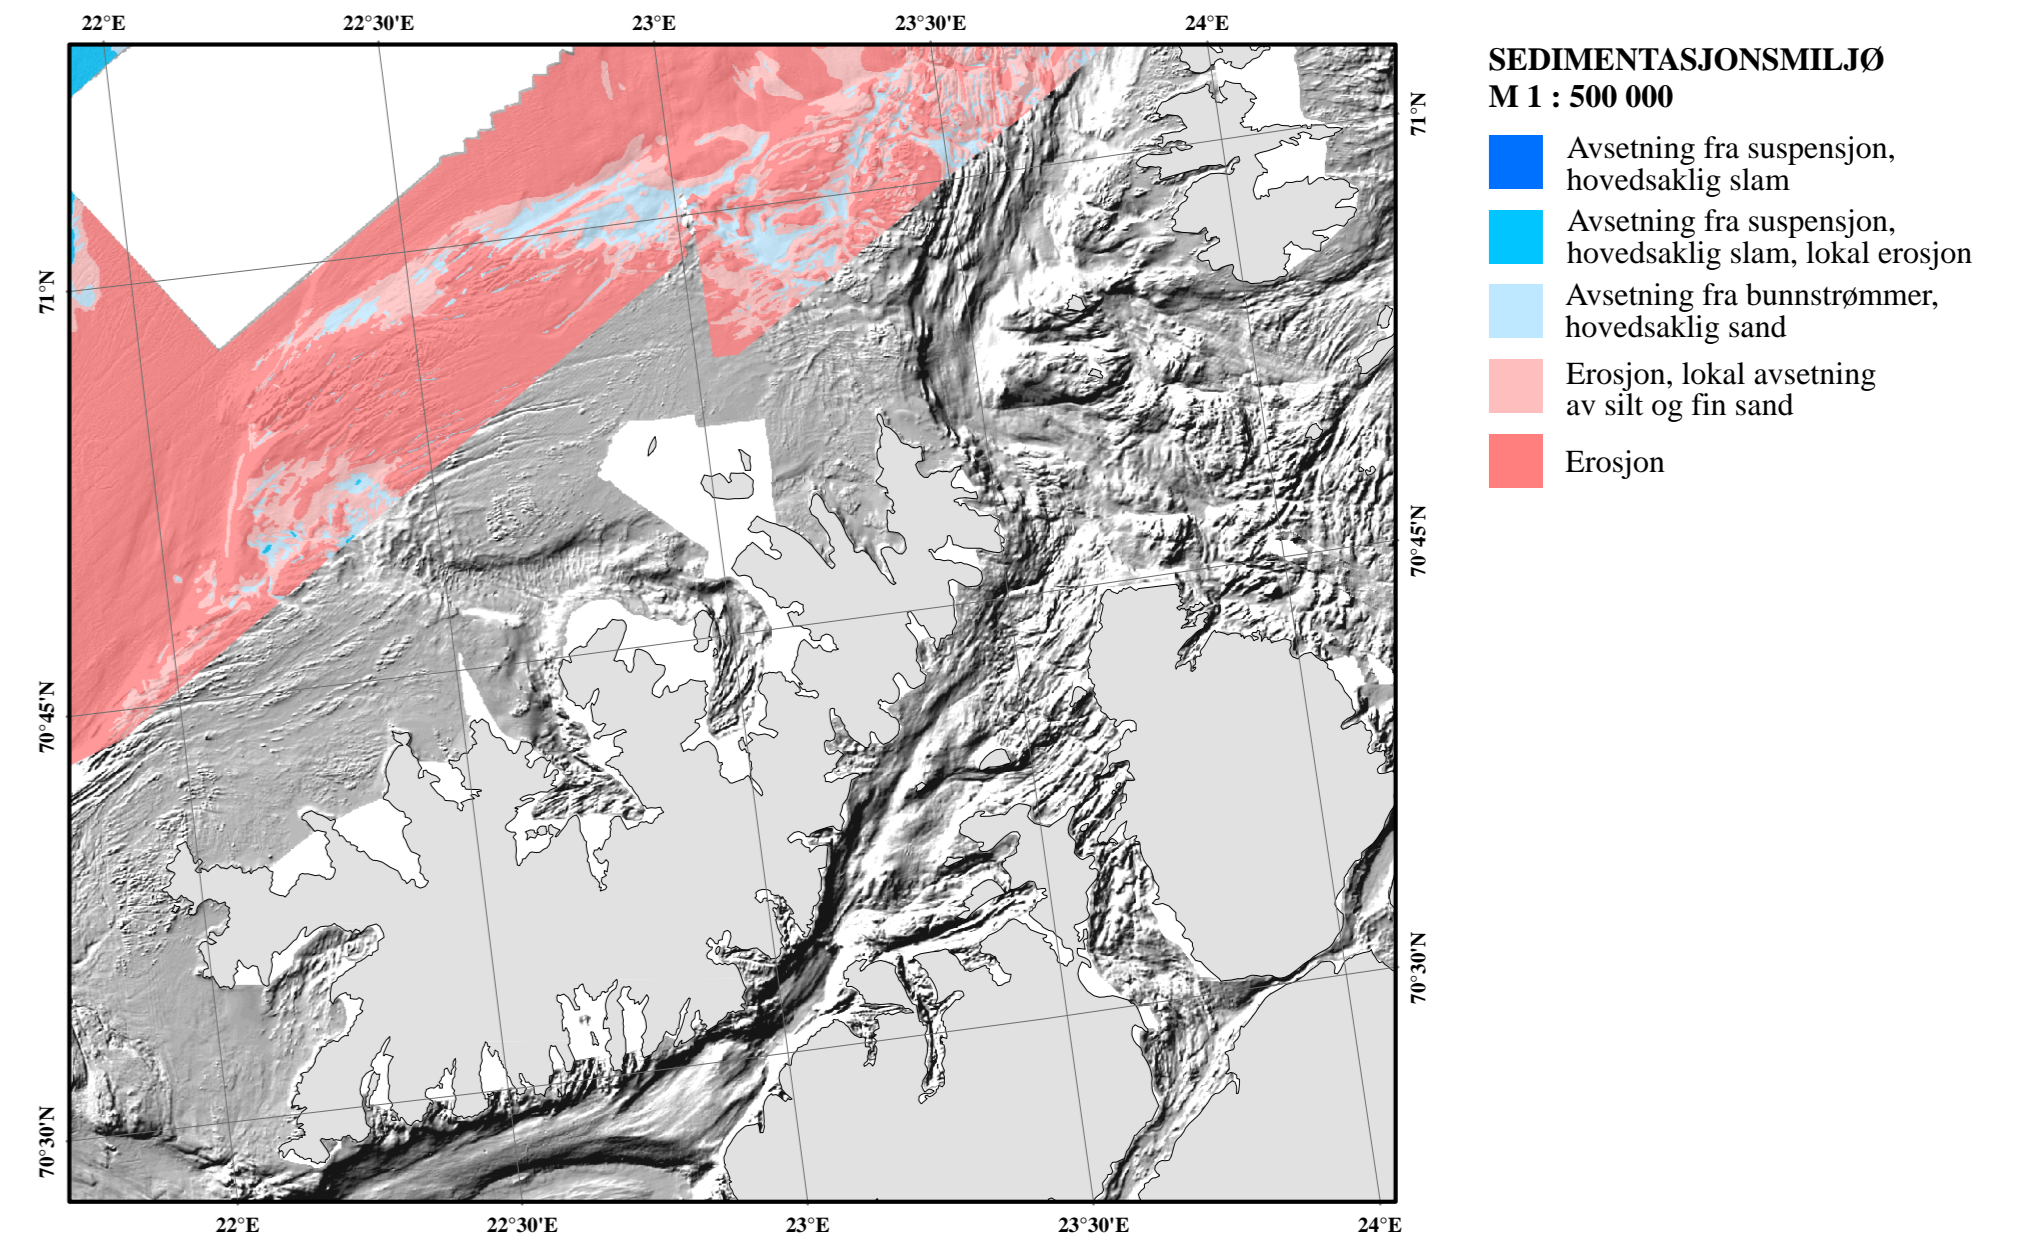 22°E 22°30'E 23°E 23°30'E 24°E
SEDIMENTASJONSMILJØ
M 1 : 500 000
Avsetning fra suspensjon,
hovedsaklig slam
Avsetning fra suspensjon,
hovedsaklig slam, lokal erosjon
Avsetning fra bunnstrømmer,
hovedsaklig sand
Erosjon, lokal avsetning
av silt og fin sand
Erosjon
71°N
70°45'N
70°30'N
71°N
70°45'N
70°30'N
22°E 22°30'E 23°E 23°30'E 24°E